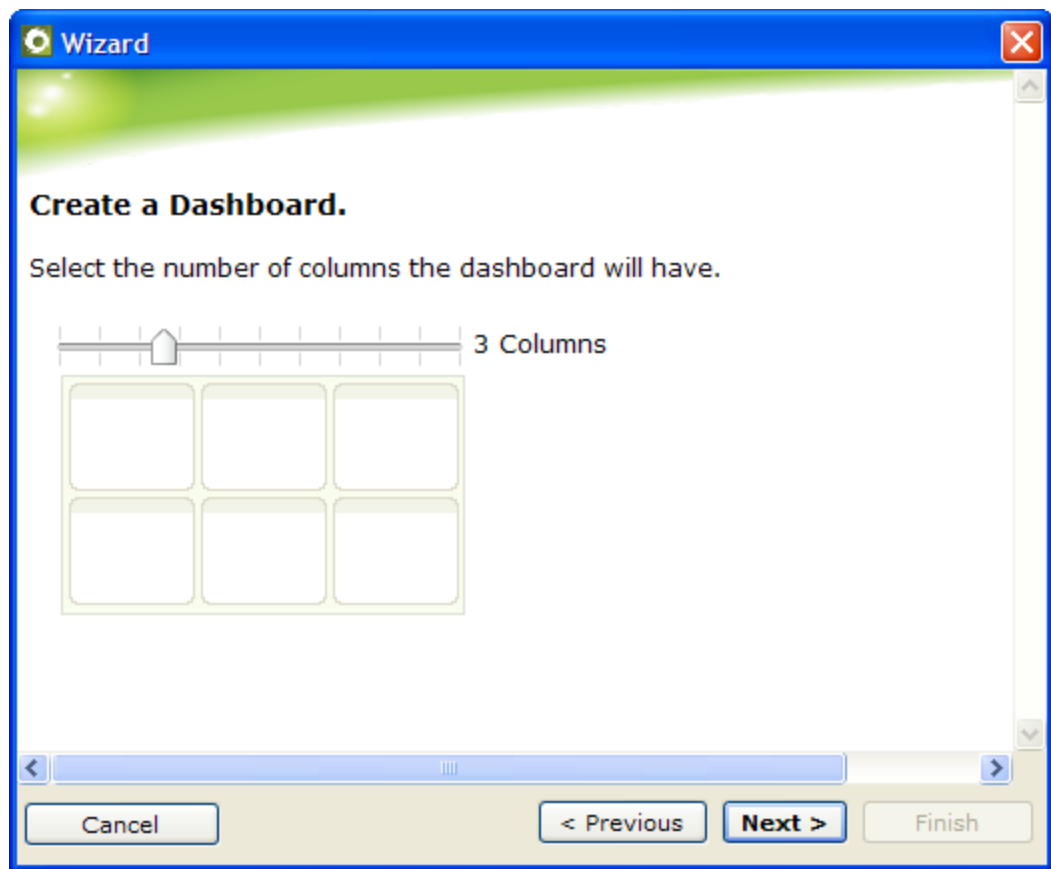 Wizard
Create a Dashboard.
Select the number of columns the dashboard will have.
3 Columns
Cancel
< Previous
Next >
Finish